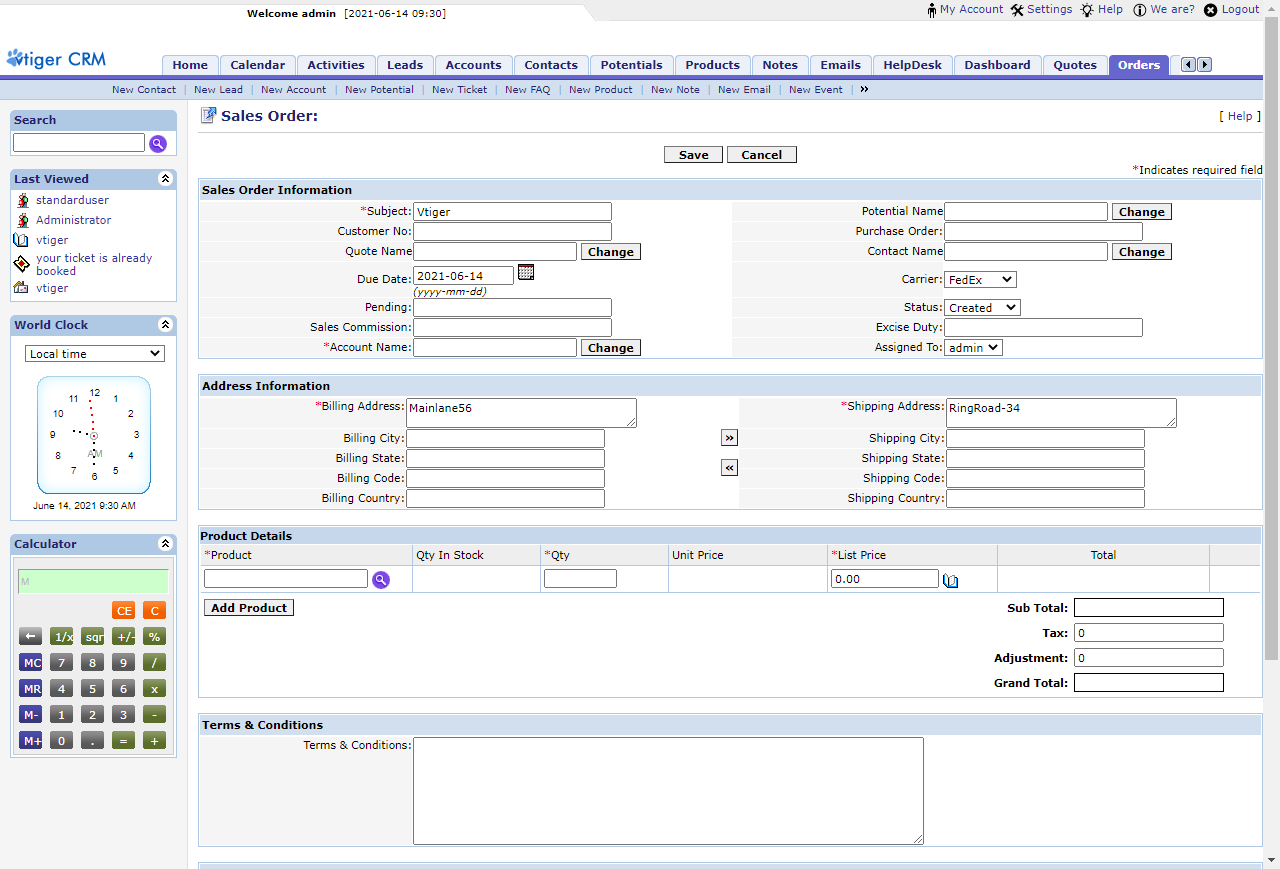 Welcome admin [2021-06-14 09:30]
My Account Settings Help We are? Logout
vtiger CRM
Home Calendar Activities Leads Accounts Contacts Potentials Products Notes Emails HelpDesk Dashboard Quotes Orders
New Contact | New Lead | New Account | New Potential | New Ticket | New FAQ | New Product | New Note | New Email | New Event | »
Search
Last Viewed
standarduser
Administrator
vtiger
your ticket is already
booked
vtiger
World Clock
Local time
12
11 1
10 2
9 3
8 AM 4
7 5
6
June 14, 2021 9:30 AM
Calculator
M
CE C
← 1/x sqr +/- %
MC 7 8 9 /
MR 4 5 6 x
M- 1 2 3 -
M+ 0 . = +
Sales Order:
[ Help ]
Save Cancel
*Indicates required field
Sales Order Information
*Subject: Vtiger Potential Name Change
Customer No: Purchase Order:
Quote Name Change Contact Name Change
Due Date: 2021-06-14 Carrier: FedEx
(yyyy-mm-dd)
Pending: Status: Created
Sales Commission: Excise Duty:
*Account Name: Change Assigned To: admin
Address Information
*Billing Address: Mainlane56 *Shipping Address: RingRoad-34
Billing City: » Shipping City:
Billing State: Shipping State:
« 
Billing Code: Shipping Code:
Billing Country: Shipping Country:
Product Details
*Product Qty In Stock *Qty Unit Price *List Price Total
0.00
Add Product Sub Total:
Tax: 0
Adjustment: 0
Grand Total:
Terms & Conditions
Terms & Conditions: